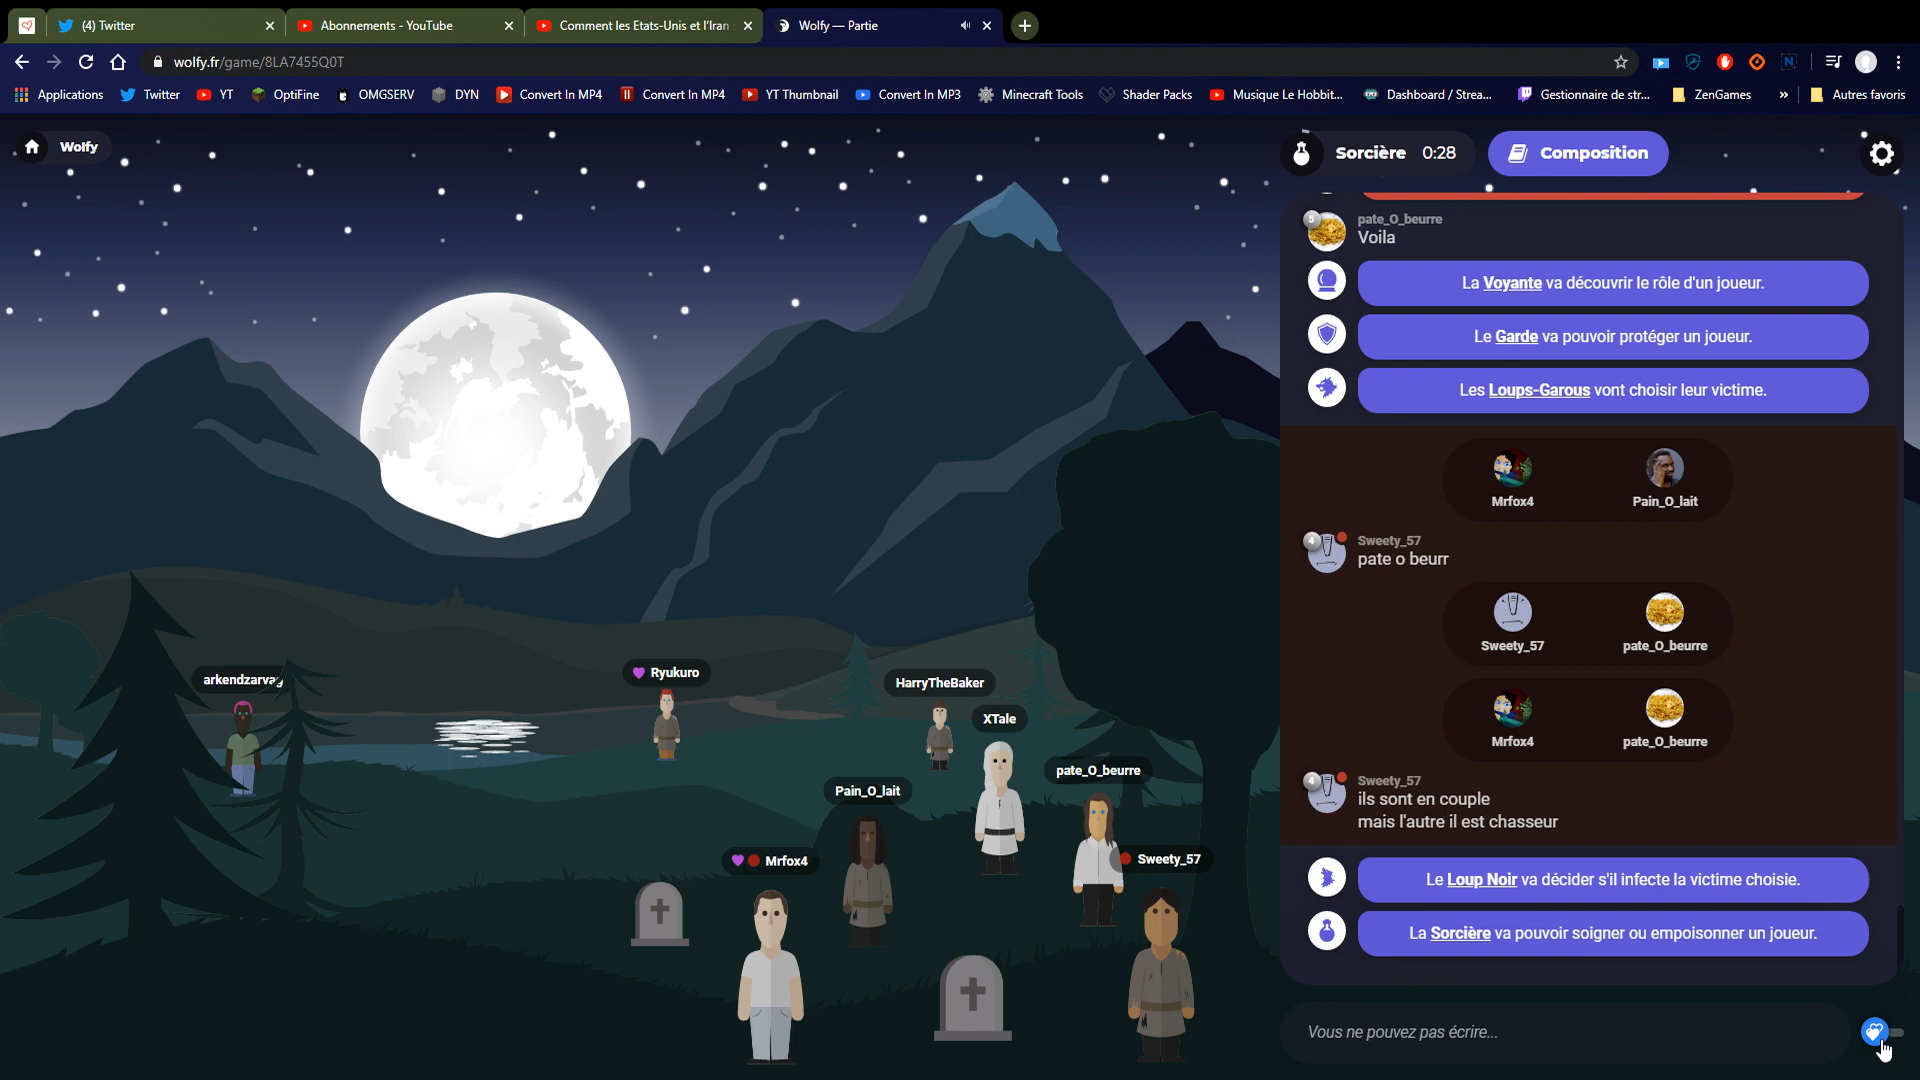 (4) Twitter
Abonnements - YouTube
Comment les Etats-Unis et l'Iran
Wolfy — Partie
wolfy.fr/game/8LA7455Q0T
Applications
Twitter
YT
OptiFine
OMGSERV
DYN
Convert In MP4
Convert In MP4
YT Thumbnail
Convert In MP3
Minecraft Tools
Shader Packs
Musique Le Hobbit...
Dashboard / Strea...
Gestionnaire de str...
ZenGames
»
Autres favoris
Wolfy
Sorcière 0:28
Composition
5
pate_O_beurre
Voila
La Voyante va découvrir le rôle d'un joueur.
Le Garde va pouvoir protéger un joueur.
Les Loups-Garous vont choisir leur victime.
Mrfox4 Pain_O_lait
4
Sweety_57
pate o beurr
Sweety_57 pate_O_beurre
Mrfox4 pate_O_beurre
4
Sweety_57
ils sont en couple
mais l'autre il est chasseur
Le Loup Noir va décider s'il infecte la victime choisie.
La Sorcière va pouvoir soigner ou empoisonner un joueur.
Vous ne pouvez pas écrire...
arkendzarvag
Ryukuro
HarryTheBaker
XTale
pate_O_beurre
Pain_O_lait
Mrfox4
Sweety_57